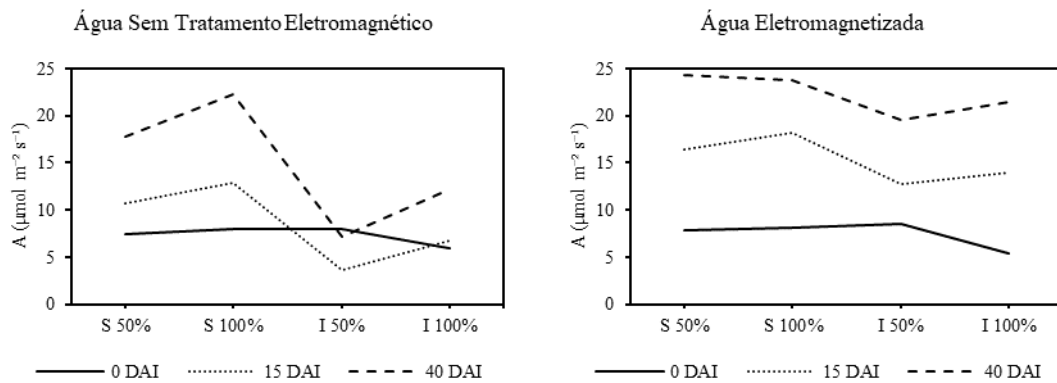 Água Sem Tratamento Eletromagnético
25
20
15
10
5
0
A (µmol m⁻² s⁻¹)
S 50% S 100% I 50% I 100%
0 DAI 15 DAI 40 DAI
Água Eletromagnetizada
25
20
15
10
5
0
A (µmol m⁻² s⁻¹)
S 50% S 100% I 50% I 100%
0 DAI 15 DAI 40 DAI